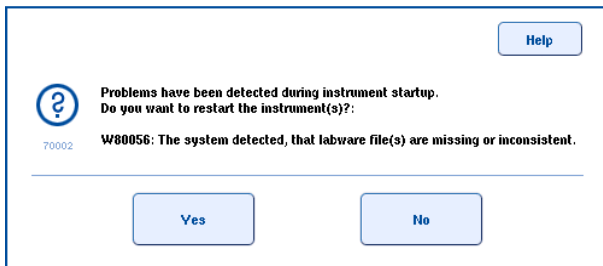 Help
Problems have been detected during instrument startup.
Do you want to restart the instrument(s)?:
70002
W80056: The system detected, that labware file(s) are missing or inconsistent.
Yes
No